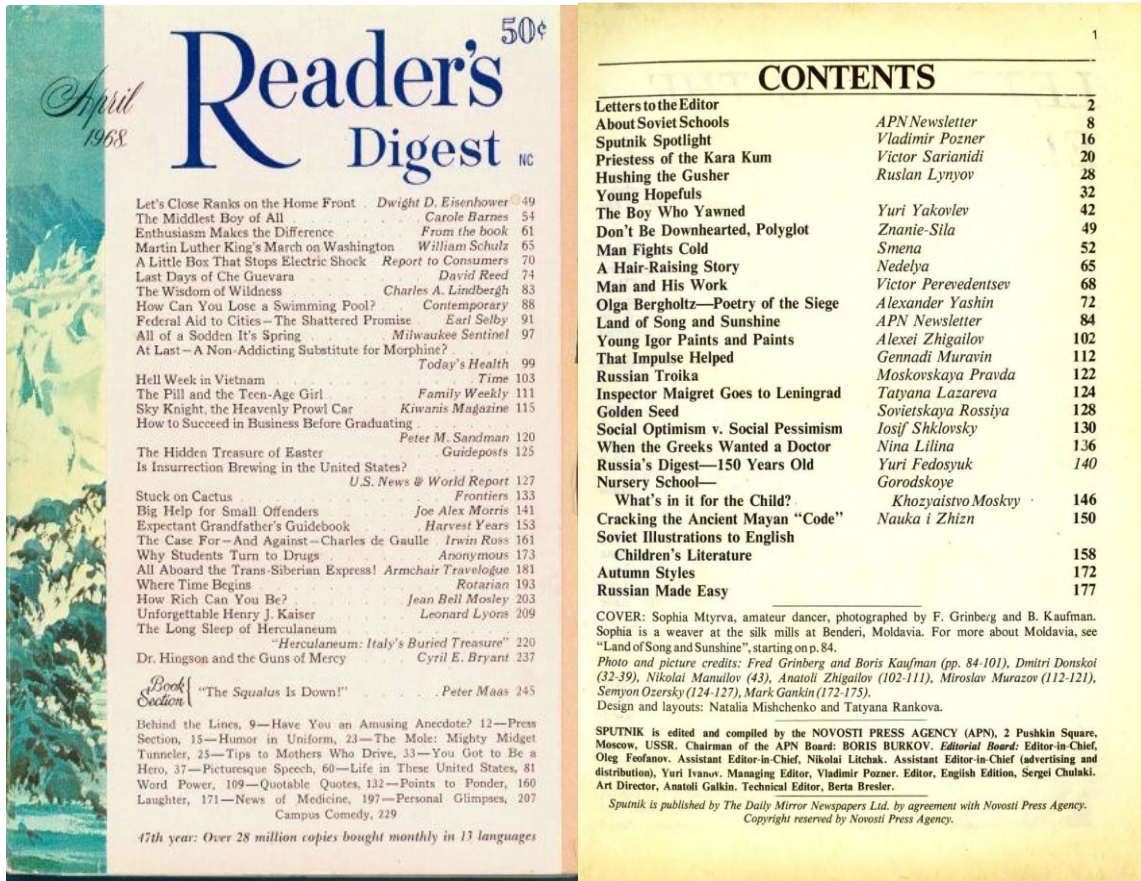 50¢
April
1968
Reader's
Digest NC
Let's Close Ranks on the Home Front . Dwight D. Eisenhower 49
The Middlest Boy of All . . . . . . . Carole Barnes 54
Enthusiasm Makes the Difference . . . . From the book 61
Martin Luther King's March on Washington William Schulz 65
A Little Box That Stops Electric Shock Report to Consumers 70
Last Days of Che Guevara . . . . . . . David Reed 74
The Wisdom of Wildness . . . . Charles A. Lindbergh 83
How Can You Lose a Swimming Pool? . . . Contemporary 88
Federal Aid to Cities—The Shattered Promise Earl Selby 91
All of a Sodden It's Spring . . . . . Milwaukee Sentinel 97
At Last—A Non-Addicting Substitute for Morphine? . . . .
Today's Health 99
Hell Week in Vietnam . . . . . . . . Time 103
The Pill and the Teen-Age Girl . . . . . Family Weekly 111
Sky Knight, the Heavenly Prowl Car Kiwanis Magazine 115
How to Succeed in Business Before Graduating . . . . .
Peter M. Sandman 120
The Hidden Treasure of Easter . . . . . Guideposts 125
Is Insurrection Brewing in the United States? . . . . .
U.S. News & World Report 127
Stuck on Cactus . . . . . . . . . Frontiers 133
Big Help for Small Offenders . . . . Joe Alex Morris 141
Expectant Grandfather's Guidebook . . . Harvest Years 153
The Case For—And Against—Charles de Gaulle . Irwin Ross 161
Why Students Turn to Drugs . . . . . Anonymous 173
All Aboard the Trans-Siberian Express! Armchair Travelogue 181
Where Time Begins . . . . . . . . Rotarian 193
How Rich Can You Be? . . . . . . Jean Bell Mosley 203
Unforgettable Henry J. Kaiser . . . . Leonard Lyons 209
The Long Sleep of Herculaneum
"Herculaneum: Italy's Buried Treasure" 220
Dr. Hingson and the Guns of Mercy . . Cyril E. Bryant 237
Book
Section "The Squalus Is Down!" . . . . . Peter Maas 245
Behind the Lines, 9—Have You an Amusing Anecdote? 12—Press
Section, 15—Humor in Uniform, 23—The Mole: Mighty Midget
Tunneler, 25—Tips to Mothers Who Drive, 33—You Got to Be a
Hero, 37—Picturesque Speech, 60—Life in These United States, 81
Word Power, 109—Quotable Quotes, 132—Points to Ponder, 160
Laughter, 171—News of Medicine, 197—Personal Glimpses, 207
Campus Comedy, 229
47th year: Over 28 million copies bought monthly in 13 languages
1
CONTENTS
Letters to the Editor 2
About Soviet Schools APN Newsletter 8
Sputnik Spotlight Vladimir Pozner 16
Priestess of the Kara Kum Victor Sarianidi 20
Hushing the Gusher Ruslan Lynyov 28
Young Hopefuls 32
The Boy Who Yawned Yuri Yakovlev 42
Don't Be Downhearted, Polyglot Znanie-Sila 49
Man Fights Cold Smena 52
A Hair-Raising Story Nedelya 65
Man and His Work Victor Perevedentsev 68
Olga Bergholtz—Poetry of the Siege Alexander Yashin 72
Land of Song and Sunshine APN Newsletter 84
Young Igor Paints and Paints Alexei Zhigailov 102
That Impulse Helped Gennadi Muravin 112
Russian Troika Moskovskaya Pravda 122
Inspector Maigret Goes to Leningrad Tatyana Lazareva 124
Golden Seed Sovietskaya Rossiya 128
Social Optimism v. Social Pessimism Iosif Shklovsky 130
When the Greeks Wanted a Doctor Nina Lilina 136
Russia's Digest—150 Years Old Yuri Fedosyuk 140
Nursery School— Gorodskoye
What's in it for the Child? Khozyaistvo Moskvy 146
Cracking the Ancient Mayan "Code" Nauka i Zhizn 150
Soviet Illustrations to English
Children's Literature 158
Autumn Styles 172
Russian Made Easy 177
COVER: Sophia Mtyrva, amateur dancer, photographed by F. Grinberg and B. Kaufman.
Sophia is a weaver at the silk mills at Benderi, Moldavia. For more about Moldavia, see
"Land of Song and Sunshine", starting on p. 84.
Photo and picture credits: Fred Grinberg and Boris Kaufman (pp. 84-101), Dmitri Donskoi
(32-39), Nikolai Manuilov (43), Anatoli Zhigailov (102-111), Miroslav Murazov (112-121),
Semyon Ozersky (124-127), Mark Gankin (172-175).
Design and layouts: Natalia Mishchenko and Tatyana Rankova.
SPUTNIK is edited and compiled by the NOVOSTI PRESS AGENCY (APN), 2 Pushkin Square,
Moscow, USSR. Chairman of the APN Board: BORIS BURKOV. Editorial Board: Editor-in-Chief,
Oleg Feofanov. Assistant Editor-in-Chief, Nikolai Litchak. Assistant Editor-in-Chief (advertising and
distribution), Yuri Ivanov. Managing Editor, Vladimir Pozner. Editor, English Edition, Sergei Chulaki.
Art Director, Anatoli Galkin. Technical Editor, Berta Bresler.
Sputnik is published by The Daily Mirror Newspapers Ltd. by agreement with Novosti Press Agency.
Copyright reserved by Novosti Press Agency.